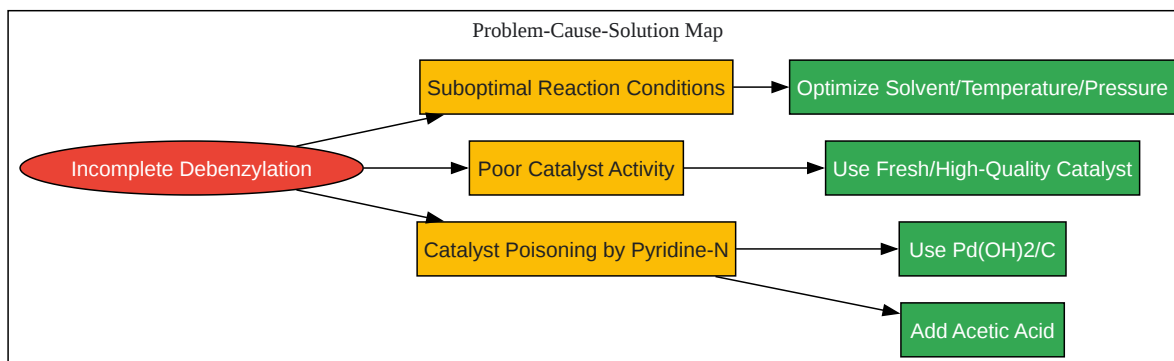 Problem-Cause-Solution Map
Suboptimal Reaction Conditions
Optimize Solvent/Temperature/Pressure
Incomplete Debenzylation
Poor Catalyst Activity
Use Fresh/High-Quality Catalyst
Catalyst Poisoning by Pyridine-N
Use Pd(OH)2/C
Add Acetic Acid